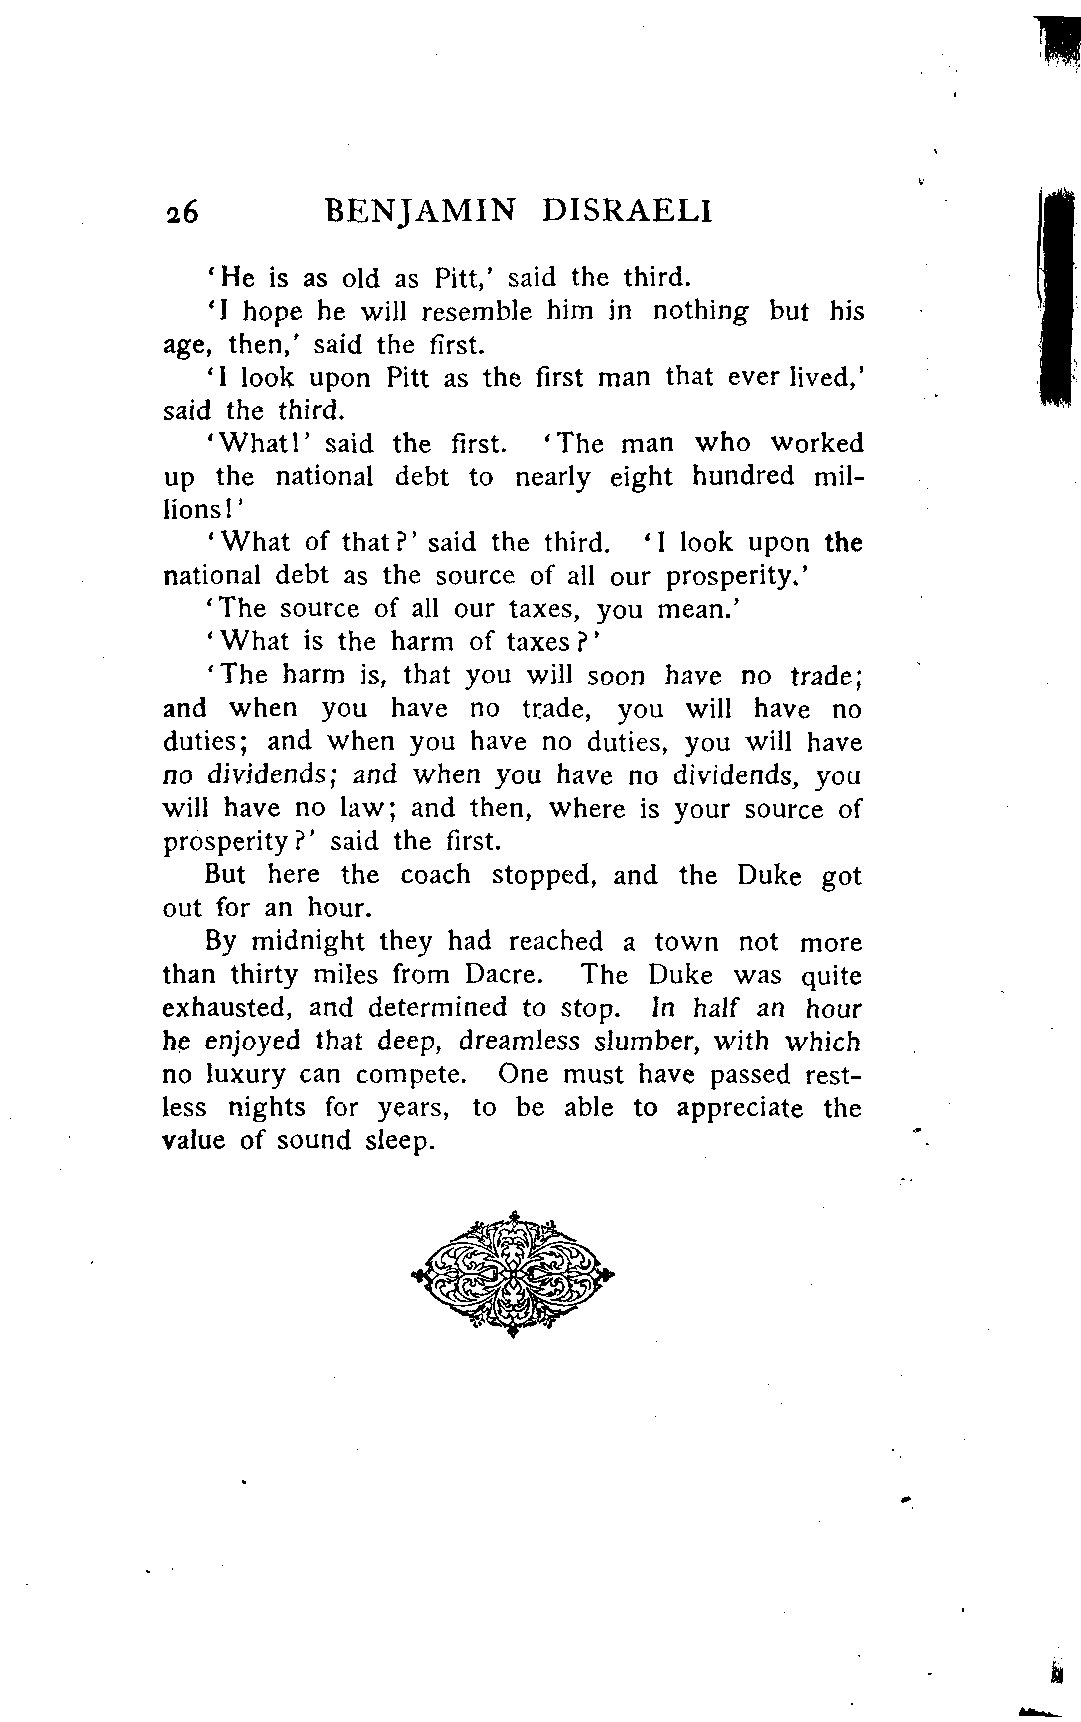 26 BENJAMIN DISRAELI
'He is as old as Pitt,' said the third.
'I hope he will resemble him in nothing but his
age, then,' said the first.
'I look upon Pitt as the first man that ever lived,'
said the third.
'What!' said the first. 'The man who worked
up the national debt to nearly eight hundred mil-
lions!'
'What of that?' said the third. 'I look upon the
national debt as the source of all our prosperity.'
'The source of all our taxes, you mean.'
'What is the harm of taxes?'
'The harm is, that you will soon have no trade;
and when you have no trade, you will have no
duties; and when you have no duties, you will have
no dividends; and when you have no dividends, you
will have no law; and then, where is your source of
prosperity?' said the first.
But here the coach stopped, and the Duke got
out for an hour.
By midnight they had reached a town not more
than thirty miles from Dacre. The Duke was quite
exhausted, and determined to stop. In half an hour
he enjoyed that deep, dreamless slumber, with which
no luxury can compete. One must have passed rest-
less nights for years, to be able to appreciate the
value of sound sleep.